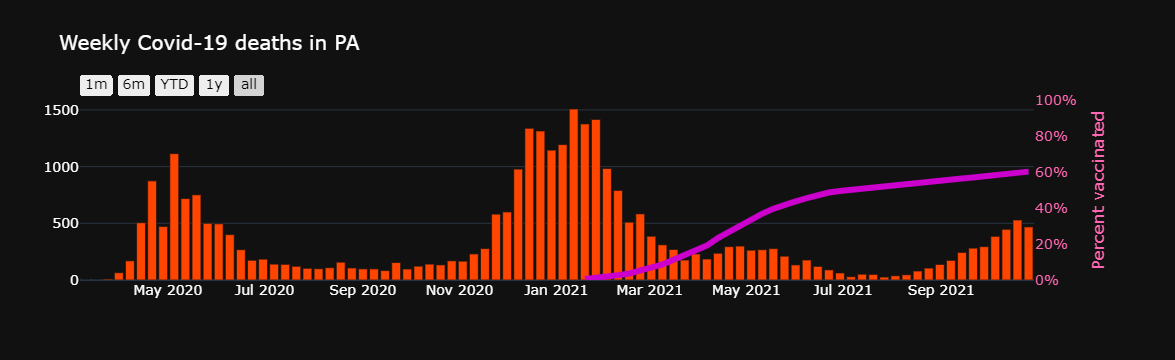 Weekly Covid-19 deaths in PA
1m 6m YTD 1y all
1500
1000
500
0
100%
80%
60%
40%
20%
0%
Percent vaccinated
May 2020 Jul 2020 Sep 2020 Nov 2020 Jan 2021 Mar 2021 May 2021 Jul 2021 Sep 2021